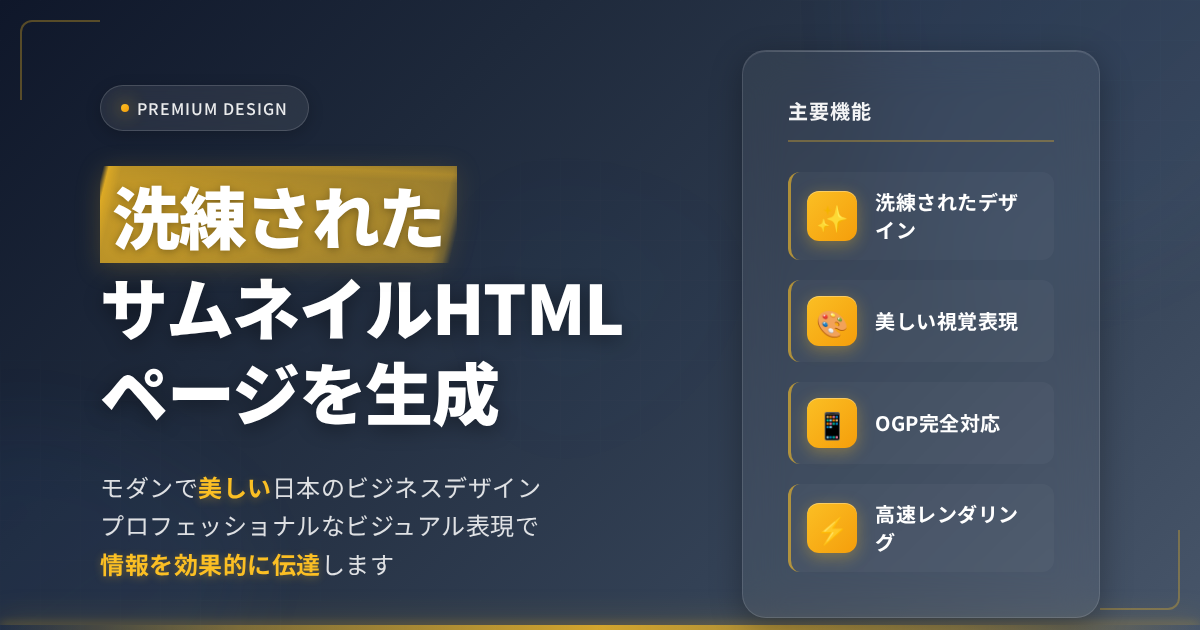 PREMIUM DESIGN
洗練された
サムネイルHTML
ページを生成
モダンで美しい日本のビジネスデザイン
プロフェッショナルなビジュアル表現で
情報を効果的に伝達します
主要機能
洗練されたデザ
イン
美しい視覚表現
OGP完全対応
高速レンダリン
グ